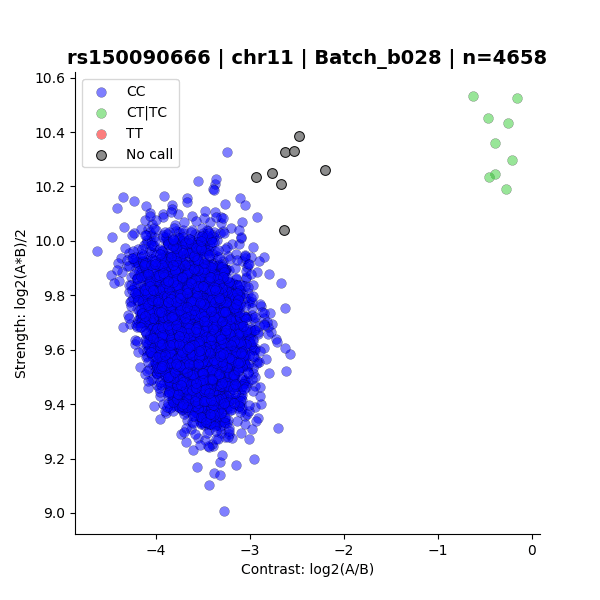 rs150090666 | chr11 | Batch_b028 | n=4658
CC
CT|TC
TT
No call
Strength: log2(A*B)/2
10.6
10.4
10.2
10.0
9.8
9.6
9.4
9.2
9.0
−4
−3
−2
−1
0
Contrast: log2(A/B)